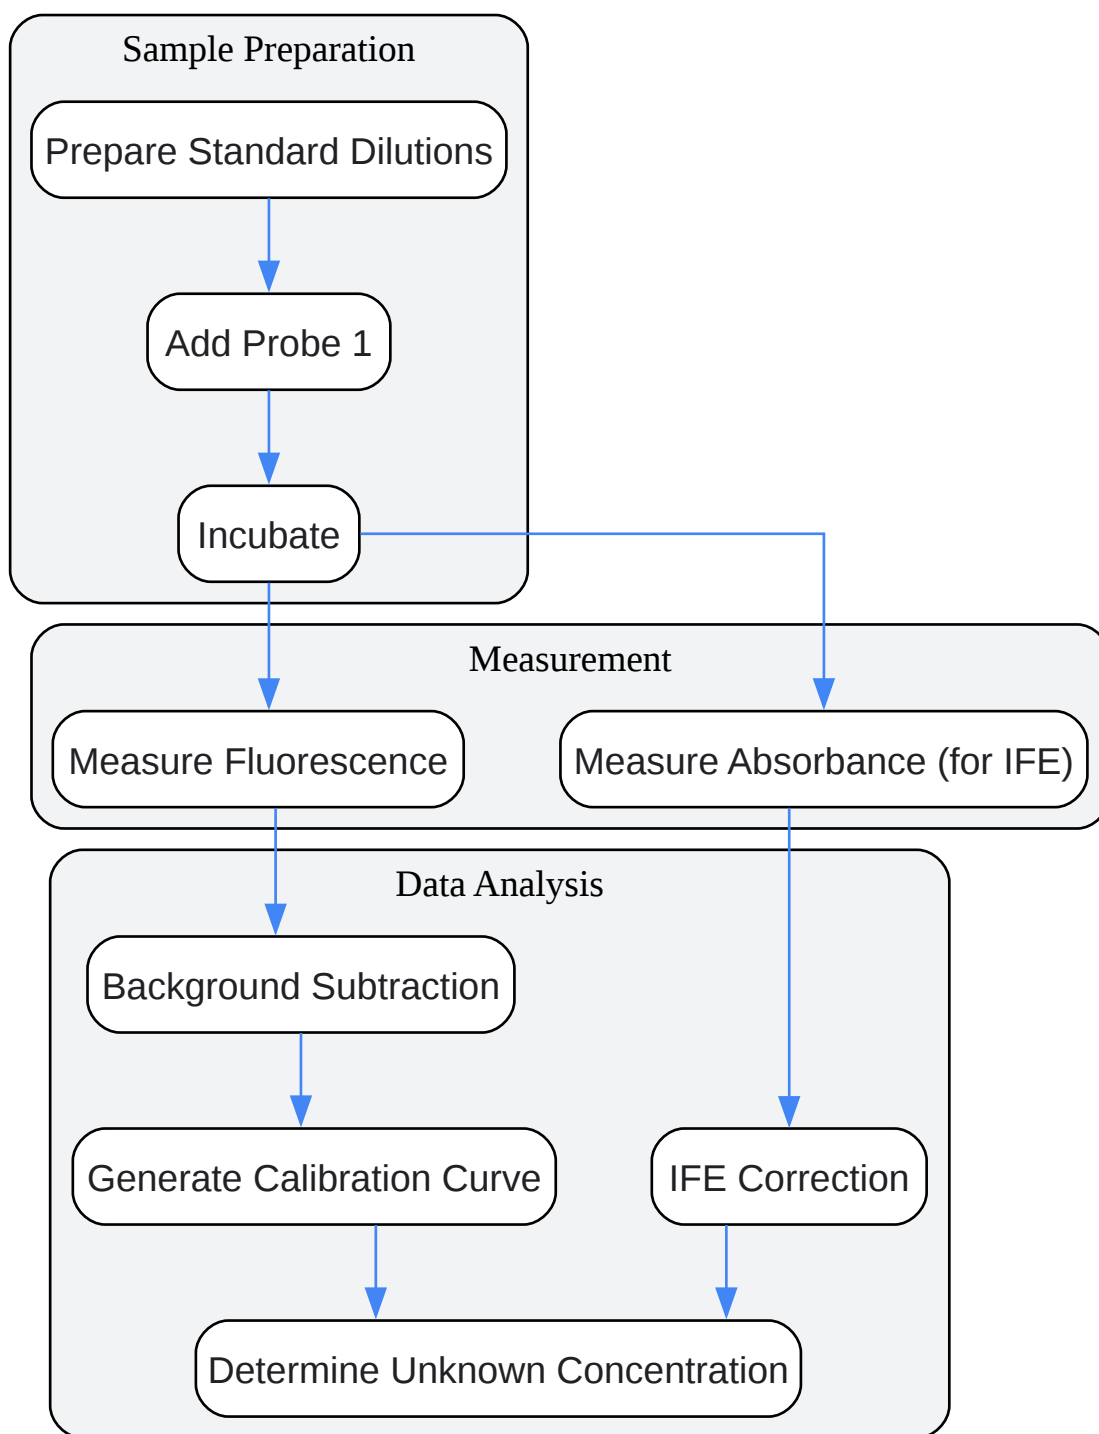 Sample Preparation
Prepare Standard Dilutions
Add Probe 1
Incubate
Measurement
Measure Fluorescence
Measure Absorbance (for IFE)
Data Analysis
Background Subtraction
Generate Calibration Curve
IFE Correction
Determine Unknown Concentration